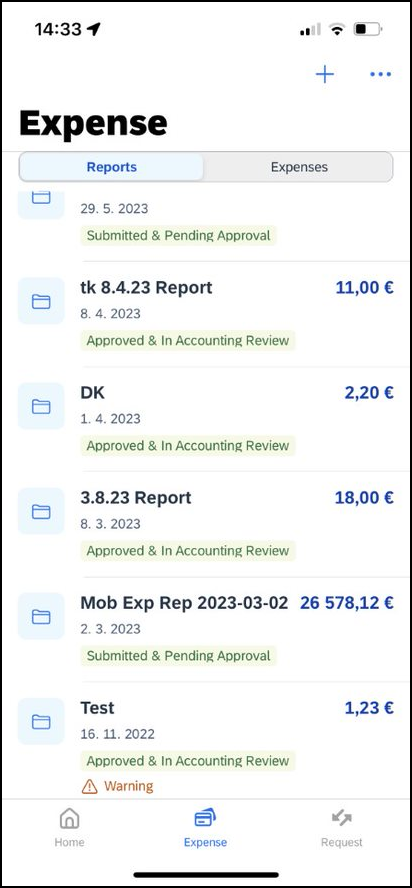 14:33
Expense
Reports Expenses
29. 5. 2023
Submitted & Pending Approval
tk 8.4.23 Report 11,00 €
8. 4. 2023
Approved & In Accounting Review
DK 2,20 €
1. 4. 2023
Approved & In Accounting Review
3.8.23 Report 18,00 €
8. 3. 2023
Approved & In Accounting Review
Mob Exp Rep 2023-03-02 26 578,12 €
2. 3. 2023
Submitted & Pending Approval
Test 1,23 €
16. 11. 2022
Approved & In Accounting Review
Warning
Home Expense Request